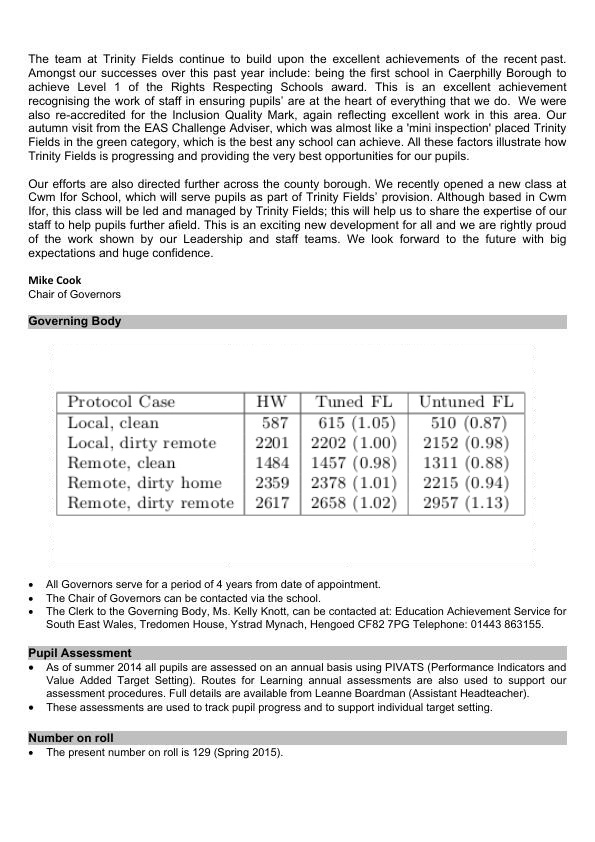 The team at Trinity Fields continue to build upon the excellent achievements of the recent past.
Amongst our successes over this past year include: being the first school in Caerphilly Borough to
achieve Level 1 of the Rights Respecting Schools award. This is an excellent achievement
recognising the work of staff in ensuring pupils' are at the heart of everything that we do. We were
also re-accredited for the Inclusion Quality Mark, again reflecting excellent work in this area. Our
autumn visit from the EAS Challenge Adviser, which was almost like a 'mini inspection' placed Trinity
Fields in the green category, which is the best any school can achieve. All these factors illustrate how
Trinity Fields is progressing and providing the very best opportunities for our pupils.
Our efforts are also directed further across the county borough. We recently opened a new class at
Cwm Ifor School, which will serve pupils as part of Trinity Fields' provision. Although based in Cwm
Ifor, this class will be led and managed by Trinity Fields; this will help us to share the expertise of our
staff to help pupils further afield. This is an exciting new development for all and we are rightly proud
of the work shown by our Leadership and staff teams. We look forward to the future with big
expectations and huge confidence.
Mike Cook
Chair of Governors
Governing Body
Protocol Case HW Tuned FL Untuned FL
Local, clean 587 615 (1.05) 510 (0.87)
Local, dirty remote 2201 2202 (1.00) 2152 (0.98)
Remote, clean 1484 1457 (0.98) 1311 (0.88)
Remote, dirty home 2359 2378 (1.01) 2215 (0.94)
Remote, dirty remote 2617 2658 (1.02) 2957 (1.13)
• All Governors serve for a period of 4 years from date of appointment.
• The Chair of Governors can be contacted via the school.
• The Clerk to the Governing Body, Ms. Kelly Knott, can be contacted at: Education Achievement Service for
South East Wales, Tredomen House, Ystrad Mynach, Hengoed CF82 7PG Telephone: 01443 863155.
Pupil Assessment
• As of summer 2014 all pupils are assessed on an annual basis using PIVATS (Performance Indicators and
Value Added Target Setting). Routes for Learning annual assessments are also used to support our
assessment procedures. Full details are available from Leanne Boardman (Assistant Headteacher).
• These assessments are used to track pupil progress and to support individual target setting.
Number on roll
• The present number on roll is 129 (Spring 2015).